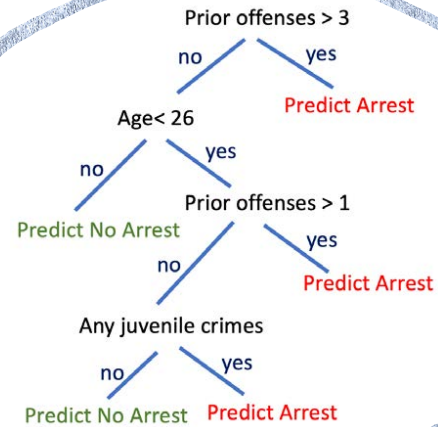 Prior offenses > 3
no
yes
Predict Arrest
Age< 26
no
yes
Predict No Arrest
Prior offenses > 1
no
yes
Predict Arrest
Any juvenile crimes
no
yes
Predict No Arrest
Predict Arrest